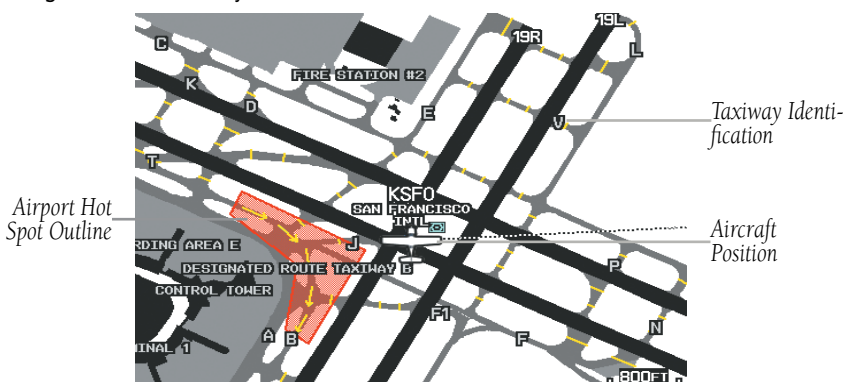 19L
19R
C
L
FIRE STATION #2
K
D
E
V
Taxiway Identi-
fication
T
KSFO
SAN FRANCISCO
INTL
Airport Hot
Spot Outline
J
RDING AREA E
Aircraft
Position
DESIGNATED ROUTE TAXIWAY B
P
CONTROL TOWER
F1
N
A
B
F
MINAL 1
800FT